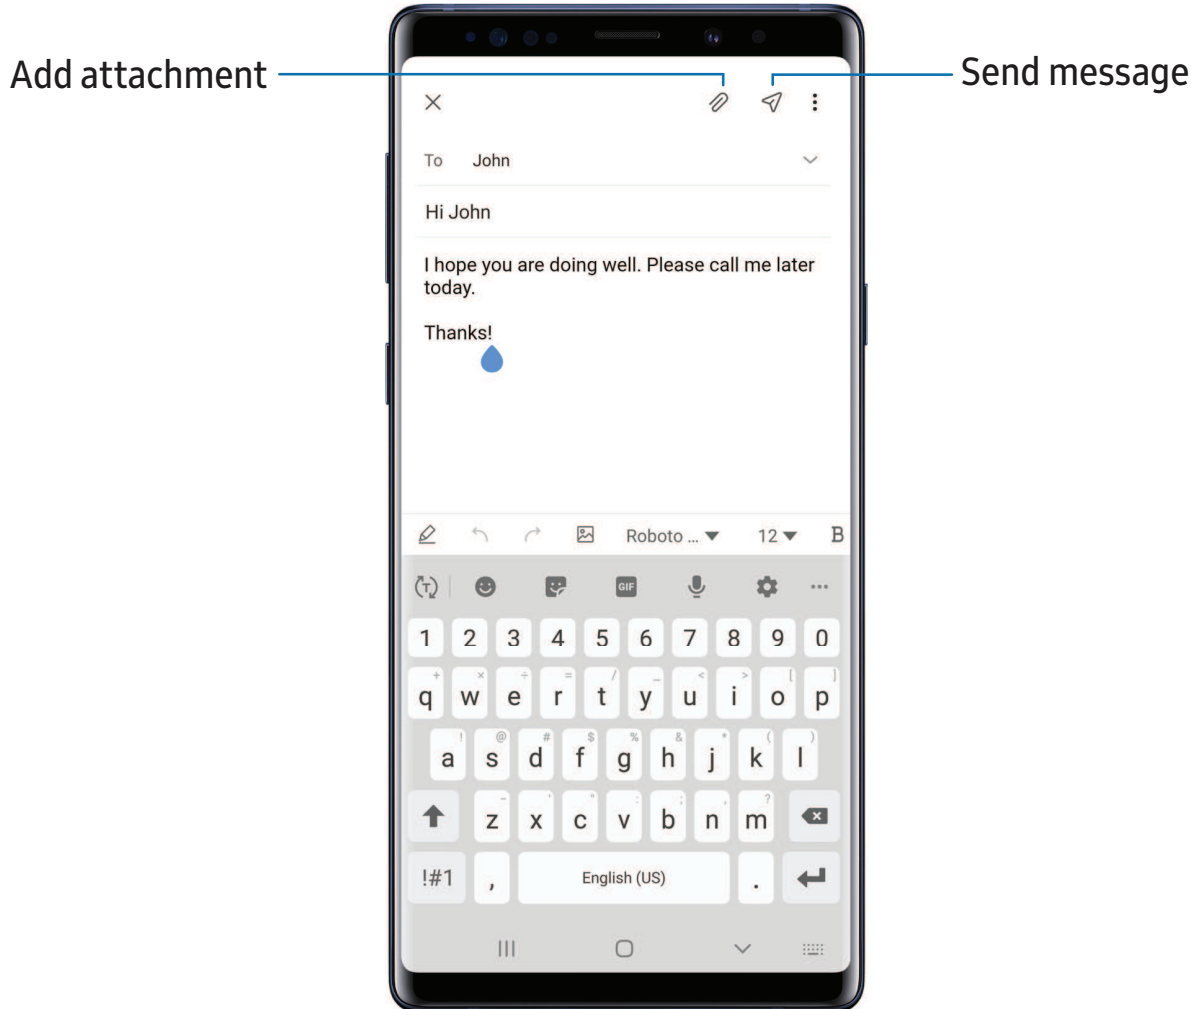 Add attachment
Send message
To John
Hi John
I hope you are doing well. Please call me later
today.
Thanks!
Roboto ... 12 B
T GIF
1 2 3 4 5 6 7 8 9 0
+ × ÷ = / _ < > [ ]
q w e r t y u i o p
! @ # $ % & * ( )
a s d f g h j k l
- ' " : ; , ?
z x c v b n m
!#1 , English (US) .